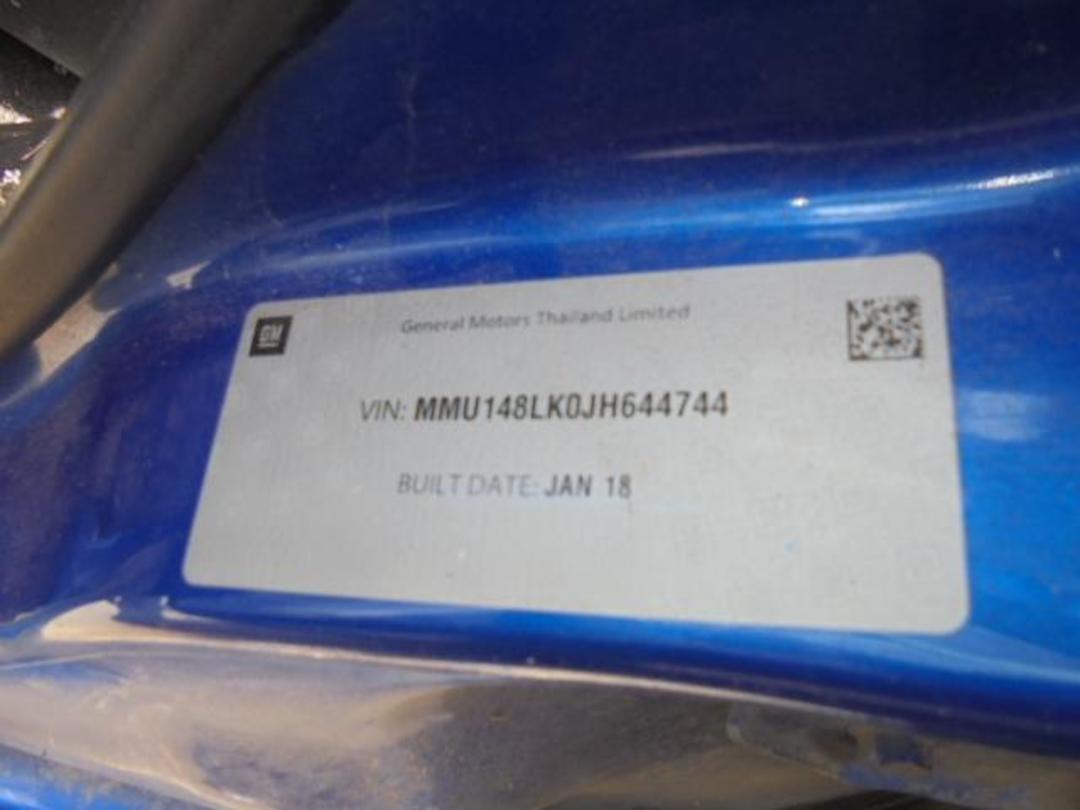 GM
General Motors Thailand Limited
VIN: MMU148LK0JH644744
BUILT DATE: JAN 18